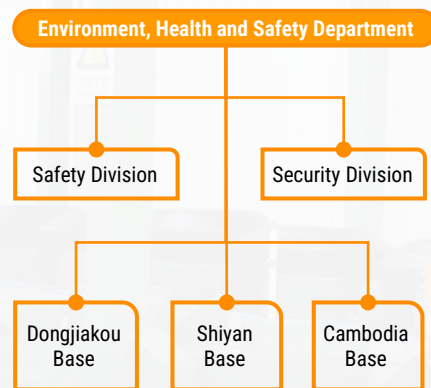 Environment, Health and Safety Department
Safety Division
Security Division
Dongjiakou
Base
Shiyan
Base
Cambodia
Base